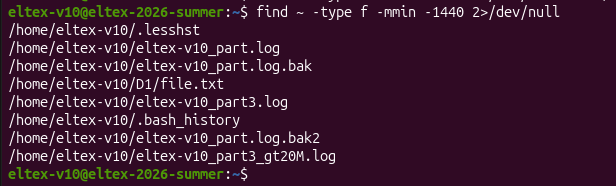 eltex-v10@eltex-2026-summer:~$ find ~ -type f -mmin -1440 2>/dev/null
/home/eltex-v10/.lesshst
/home/eltex-v10/eltex-v10_part.log
/home/eltex-v10/eltex-v10_part.log.bak
/home/eltex-v10/D1/file.txt
/home/eltex-v10/eltex-v10_part3.log
/home/eltex-v10/.bash_history
/home/eltex-v10/eltex-v10_part.log.bak2
/home/eltex-v10/eltex-v10_part3_gt20M.log
eltex-v10@eltex-2026-summer:~$